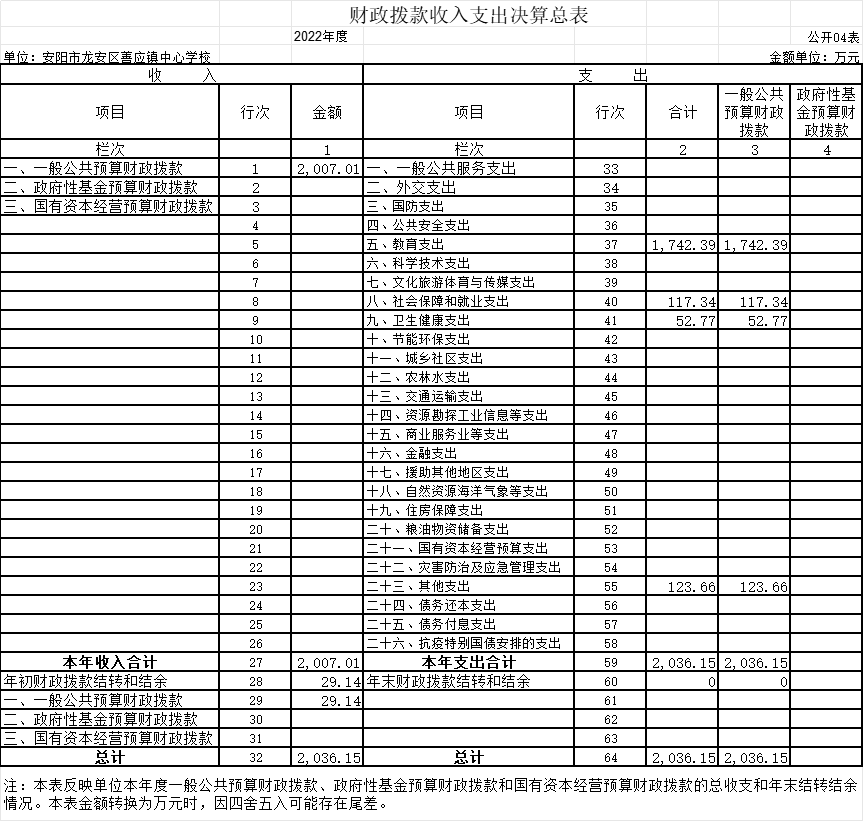 财政拨款收入支出决算总表
2022年度
公开04表
单位：安阳市龙安区善应镇中心学校 金额单位：万元
收 入 支 出
项目 行次 金额 项目 行次 合计 一般公共预算财政拨款 政府性基金预算财政拨款
栏次 1 栏次 2 3 4
一、一般公共预算财政拨款 1 2,007.01 一、一般公共服务支出 33
二、政府性基金预算财政拨款 2 二、外交支出 34
三、国有资本经营预算财政拨款 3 三、国防支出 35
4 四、公共安全支出 36
5 五、教育支出 37 1,742.39 1,742.39
6 六、科学技术支出 38
7 七、文化旅游体育与传媒支出 39
8 八、社会保障和就业支出 40 117.34 117.34
9 九、卫生健康支出 41 52.77 52.77
10 十、节能环保支出 42
11 十一、城乡社区支出 43
12 十二、农林水支出 44
13 十三、交通运输支出 45
14 十四、资源勘探工业信息等支出 46
15 十五、商业服务业等支出 47
16 十六、金融支出 48
17 十七、援助其他地区支出 49
18 十八、自然资源海洋气象等支出 50
19 十九、住房保障支出 51
20 二十、粮油物资储备支出 52
21 二十一、国有资本经营预算支出 53
22 二十二、灾害防治及应急管理支出 54
23 二十三、其他支出 55 123.66 123.66
24 二十四、债务还本支出 56
25 二十五、债务付息支出 57
26 二十六、抗疫特别国债安排的支出 58
本年收入合计 27 2,007.01 本年支出合计 59 2,036.15 2,036.15
年初财政拨款结转和结余 28 29.14 年末财政拨款结转和结余 60 0 0
一、一般公共预算财政拨款 29 29.14 61
二、政府性基金预算财政拨款 30 62
三、国有资本经营预算财政拨款 31 63
总计 32 2,036.15 总计 64 2,036.15 2,036.15
注：本表反映单位本年度一般公共预算财政拨款、政府性基金预算财政拨款和国有资本经营预算财政拨款的总收支和年末结转结余
情况。本表金额转换为万元时，因四舍五入可能存在尾差。